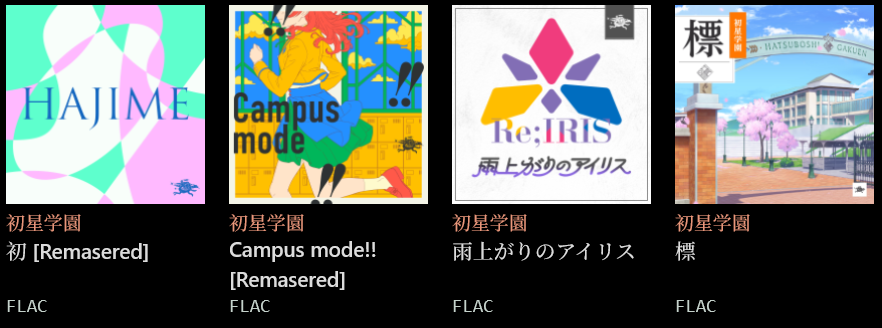 HAJIME
初星学園
初 [Remasered]
FLAC
Campus
mode
!!
!!
!!
初星学園
Campus mode!!
[Remasered]
FLAC
Re;IRIS
雨上がりのアイリス
初星学園
雨上がりのアイリス
FLAC
標
初星学園
HATSUBOSHI GAKUEN
初星学園
標
FLAC